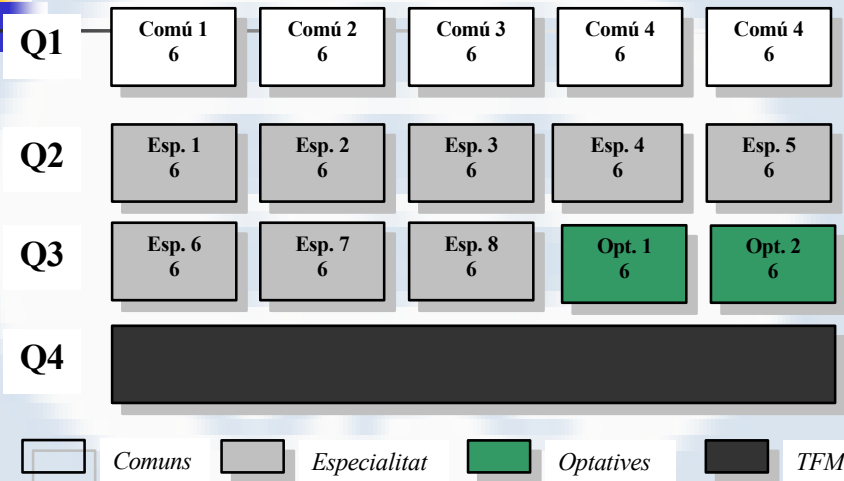 Q1
Comú 1
6
Comú 2
6
Comú 3
6
Comú 4
6
Comú 4
6
Q2
Esp. 1
6
Esp. 2
6
Esp. 3
6
Esp. 4
6
Esp. 5
6
Q3
Esp. 6
6
Esp. 7
6
Esp. 8
6
Opt. 1
6
Opt. 2
6
Q4
Comuns
Especialitat
Optatives
TFM